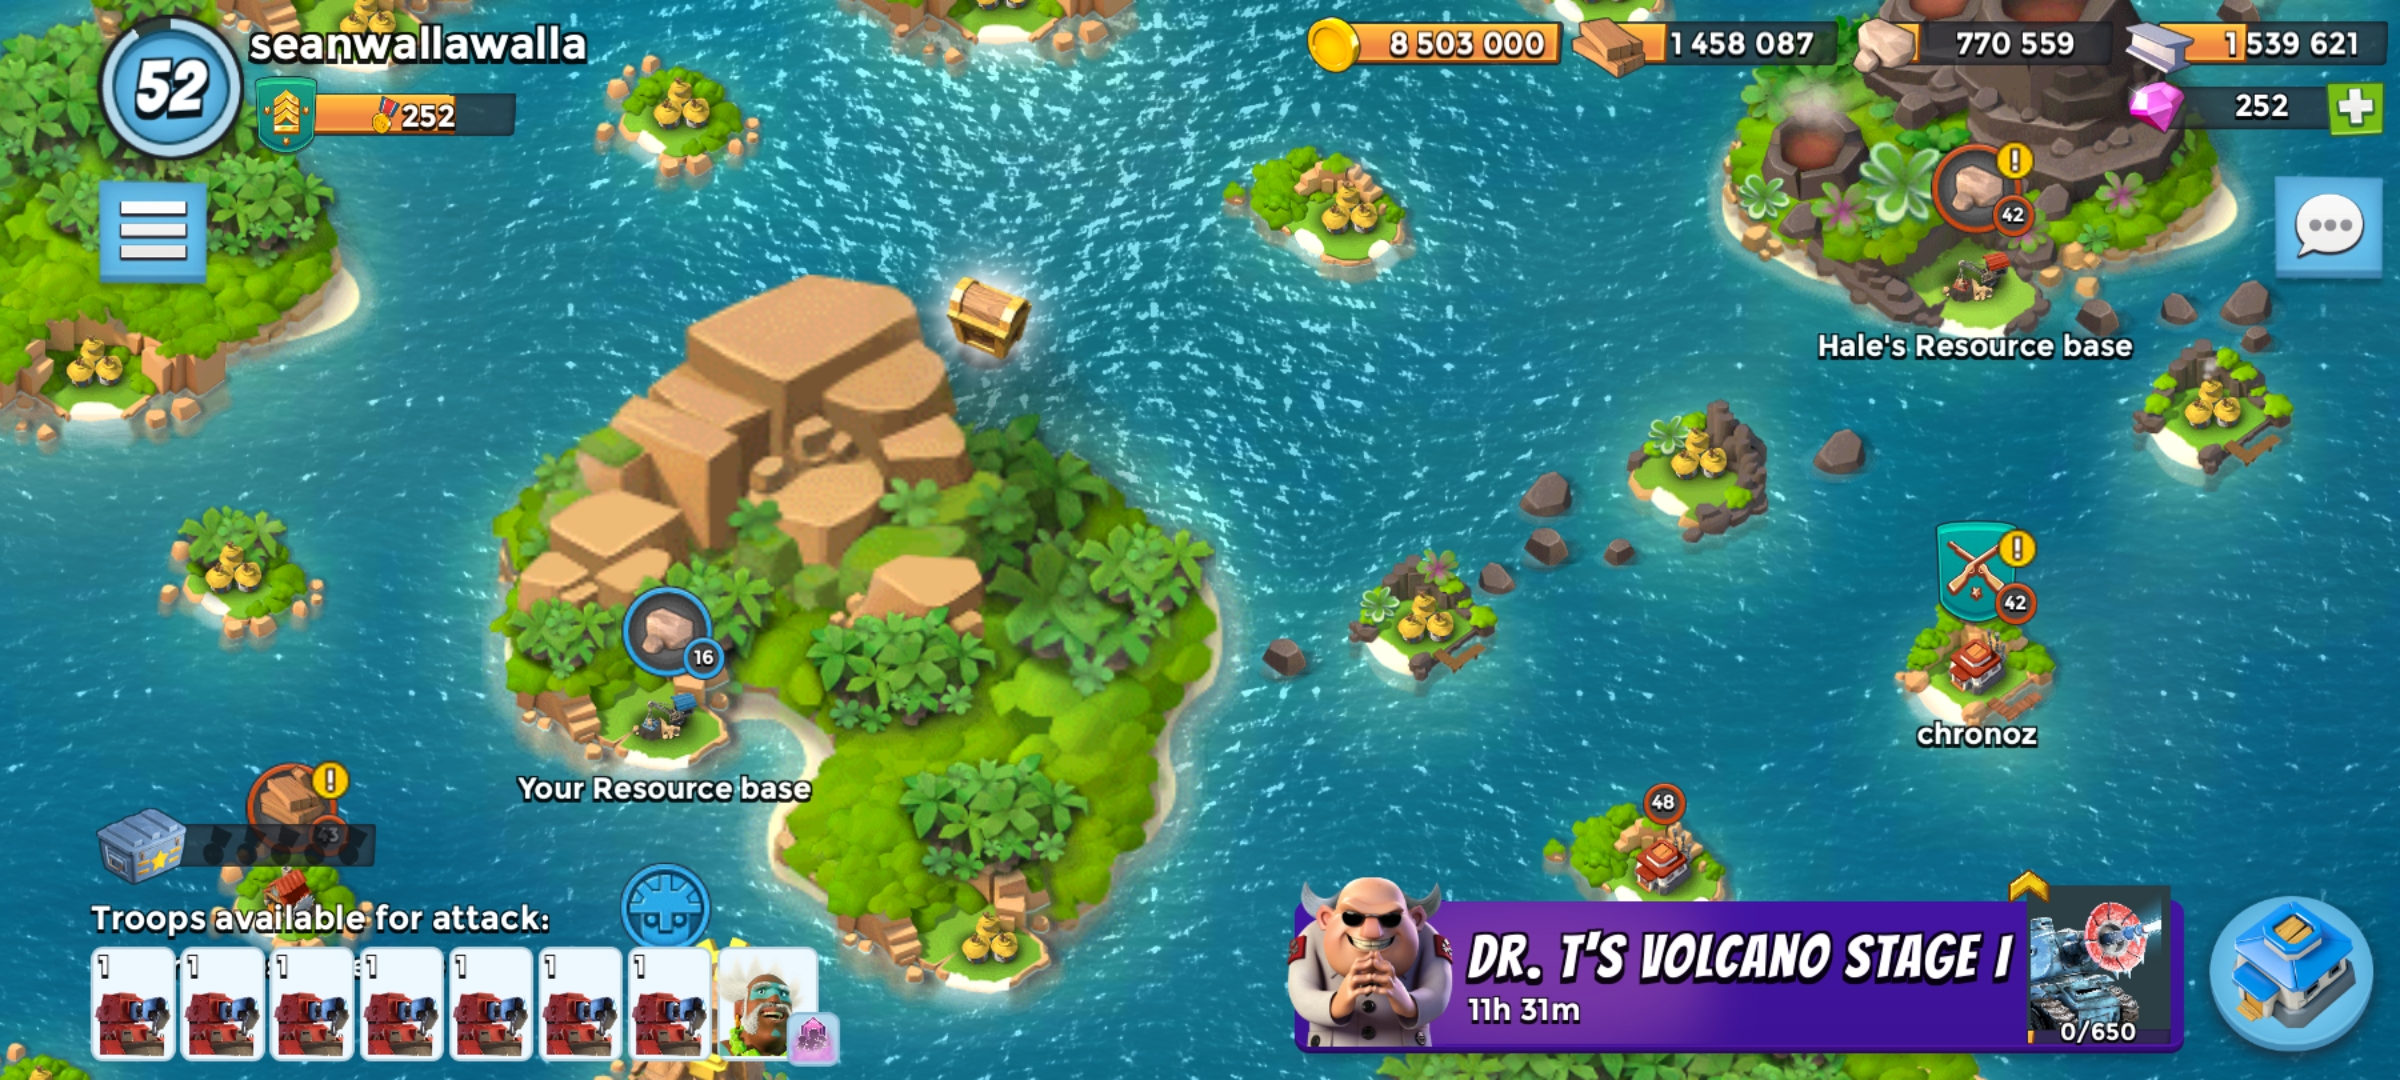 52
seanwallawalla
252
8 503 000
1 458 087
770 559
1 539 621
252
42
Hale's Resource base
42
chronoz
16
Your Resource base
43
48
Troops available for attack:
1 1 1 1 1 1 1
DR. T'S VOLCANO STAGE I
11h 31m
0/650